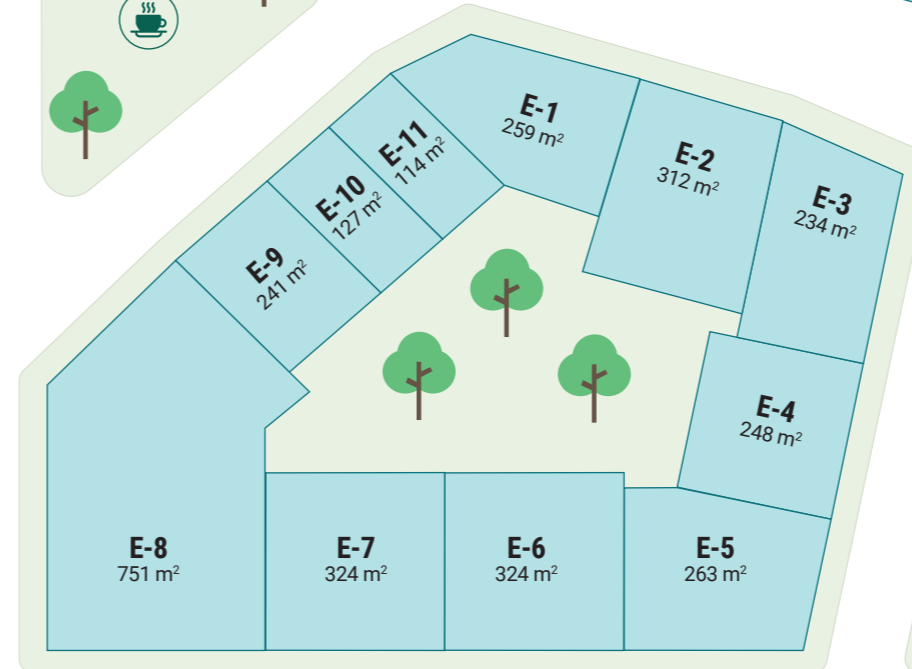 E-1
259 m²
E-2
312 m²
E-3
234 m²
E-11
114 m²
E-10
127 m²
E-9
241 m²
E-4
248 m²
E-8
751 m²
E-7
324 m²
E-6
324 m²
E-5
263 m²